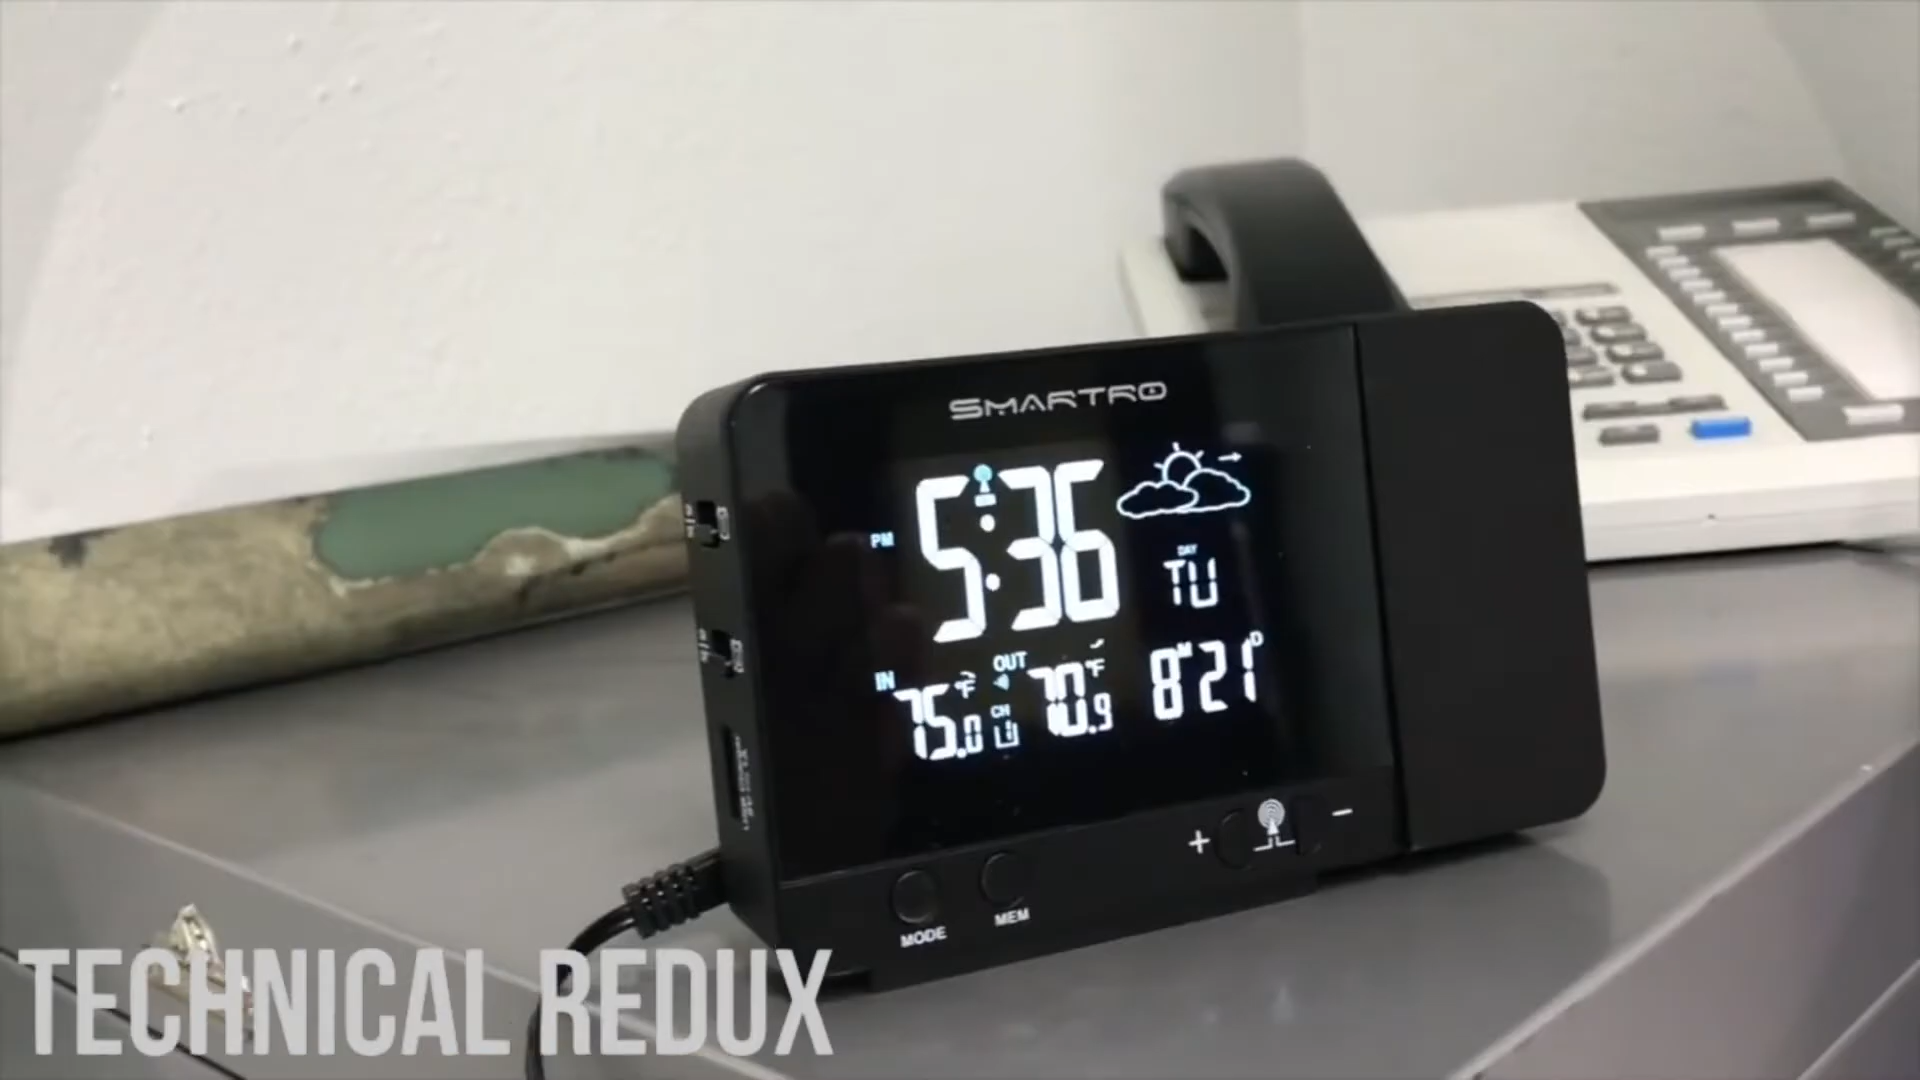 SMARTRO
PM 5:36
DAY
TU
IN 75.0 °F
OUT 70.9 °F
CH 1
8 M 21 D
MODE
MEM
+
-
TECHNICAL REDUX